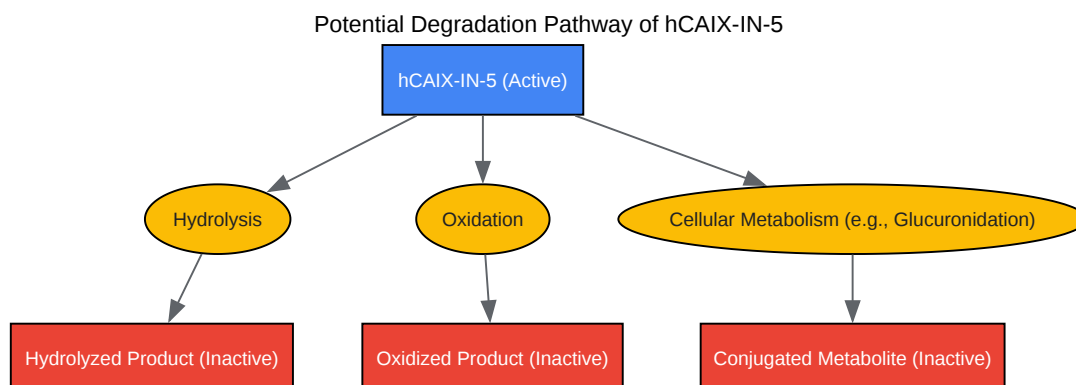 Potential Degradation Pathway of hCAIX-IN-5
hCAIX-IN-5 (Active)
Hydrolysis
Oxidation
Cellular Metabolism (e.g., Glucuronidation)
Hydrolyzed Product (Inactive)
Oxidized Product (Inactive)
Conjugated Metabolite (Inactive)